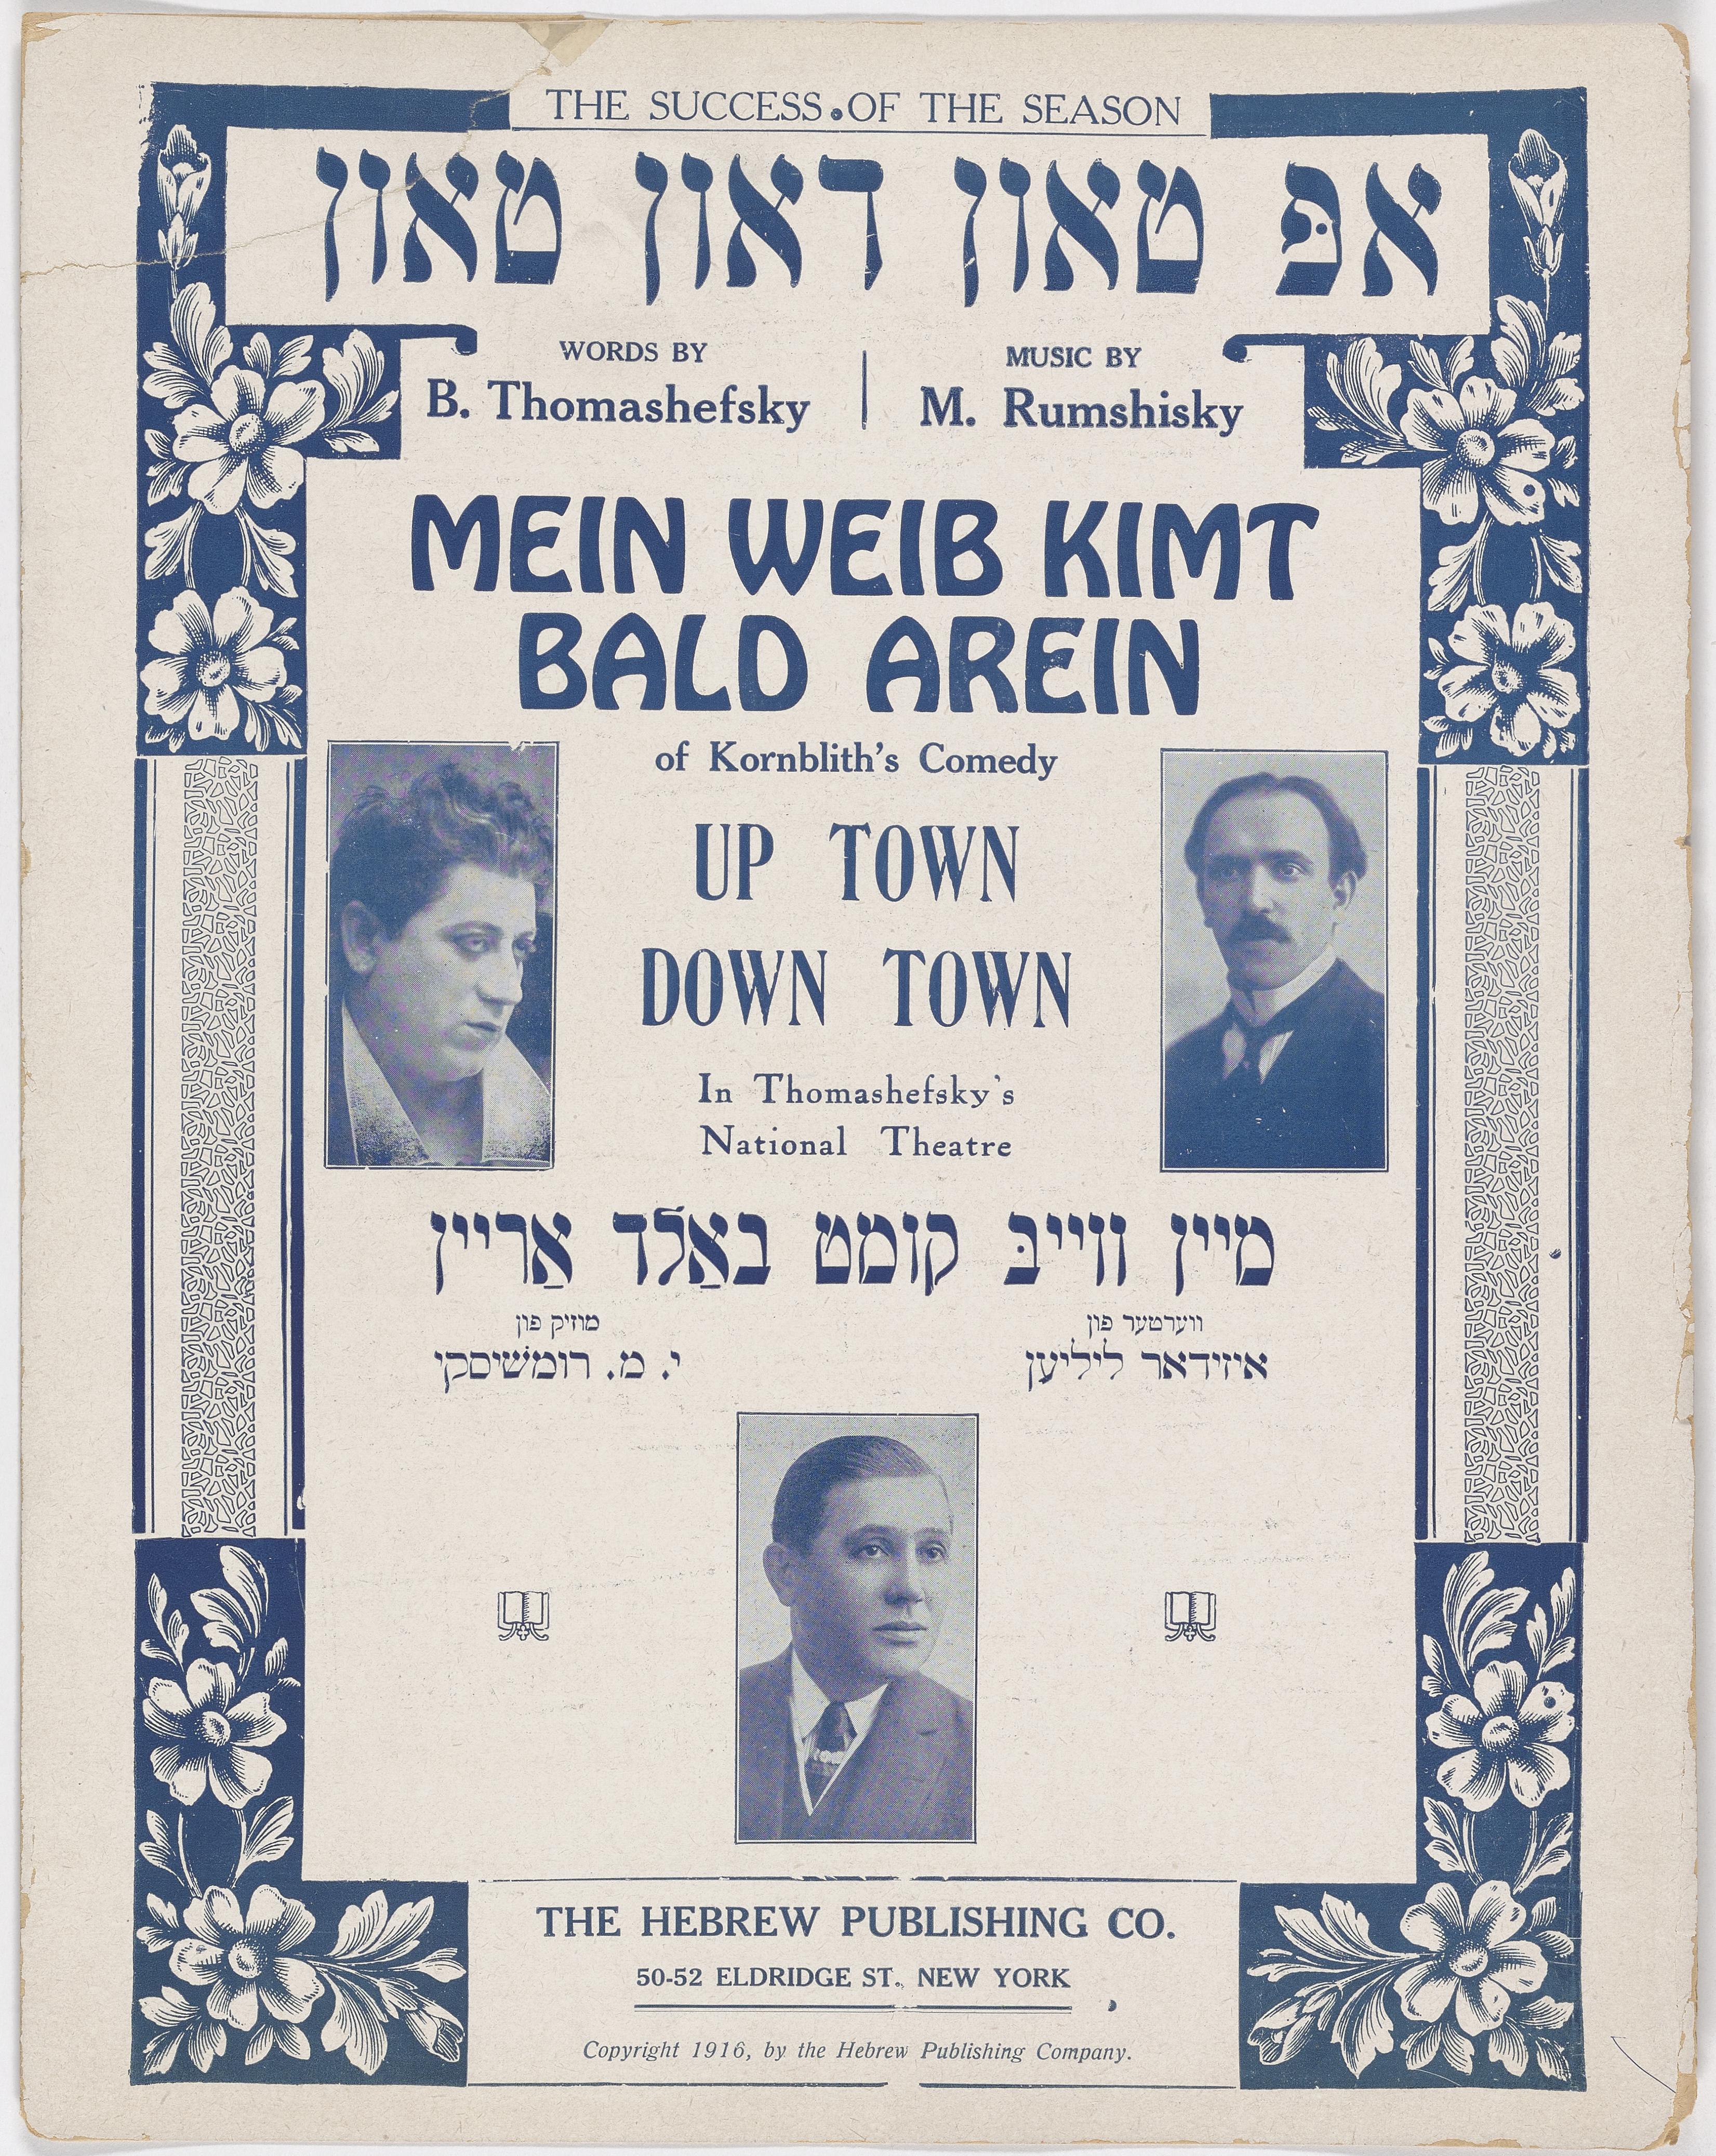 THE SUCCESS OF THE SEASON
אפּ טאון דאון טאון
WORDS BY
B. Thomashefsky
MUSIC BY
M. Rumshisky
MEIN WEIB KIMT
BALD AREIN
of Kornblith's Comedy
UP TOWN
DOWN TOWN
In Thomashefsky's
National Theatre
מיין ווייבּ קומט באַלד אַריין
ווערטער פון
איזידאר ליליען
מוזיק פון
י. מ. רומשיסקי
THE HEBREW PUBLISHING CO.
50-52 ELDRIDGE ST., NEW YORK
Copyright 1916, by the Hebrew Publishing Company.